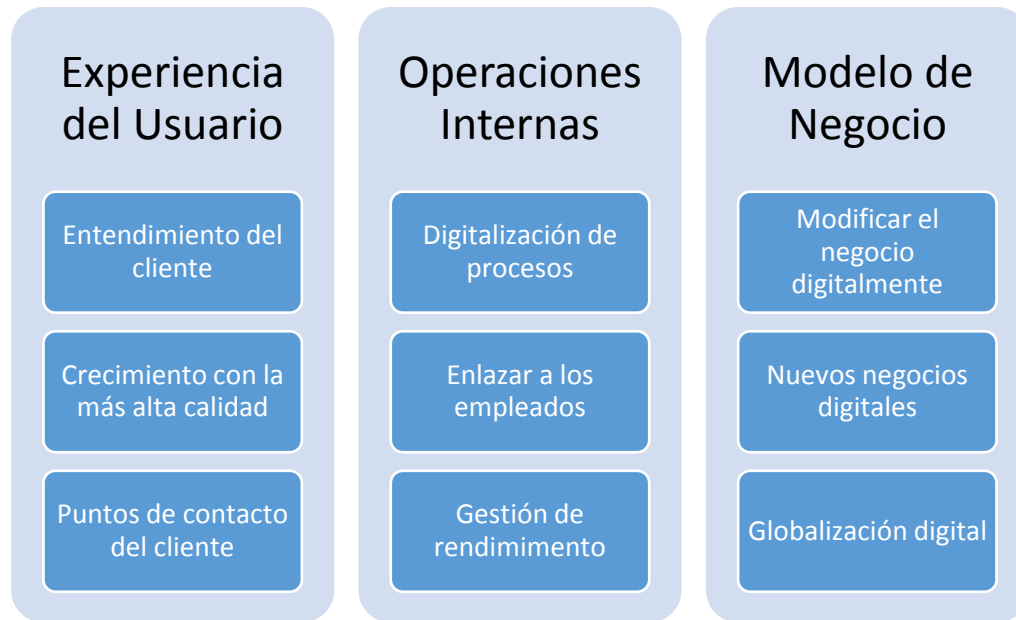 Experiencia
del Usuario
Entendimiento del
cliente
Crecimiento con la
más alta calidad
Puntos de contacto
del cliente
Operaciones
Internas
Digitalización de
procesos
Enlazar a los
empleados
Gestión de
rendimimento
Modelo de
Negocio
Modificar el
negocio
digitalmente
Nuevos negocios
digitales
Globalización digital